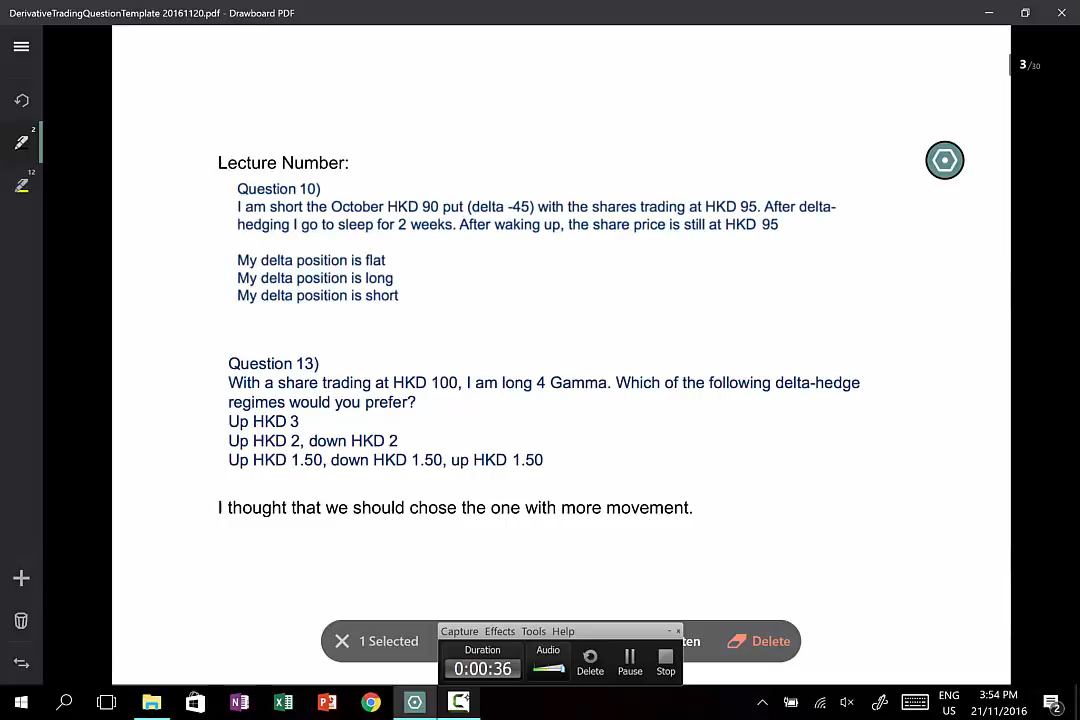 DerivativeTradingQuestionTemplate 20161120.pdf - Drawboard PDF
3 /30
2
12
Lecture Number:
Question 10)
I am short the October HKD 90 put (delta -45) with the shares trading at HKD 95. After delta-
hedging I go to sleep for 2 weeks. After waking up, the share price is still at HKD 95
My delta position is flat
My delta position is long
My delta position is short
Question 13)
With a share trading at HKD 100, I am long 4 Gamma. Which of the following delta-hedge
regimes would you prefer?
Up HKD 3
Up HKD 2, down HKD 2
Up HKD 1.50, down HKD 1.50, up HKD 1.50
I thought that we should chose the one with more movement.
1 Selected
ten
Delete
Capture Effects Tools Help
Duration
0:00:36
Audio
Delete
Pause
Stop
ENG
US
3:54 PM
21/11/2016
2